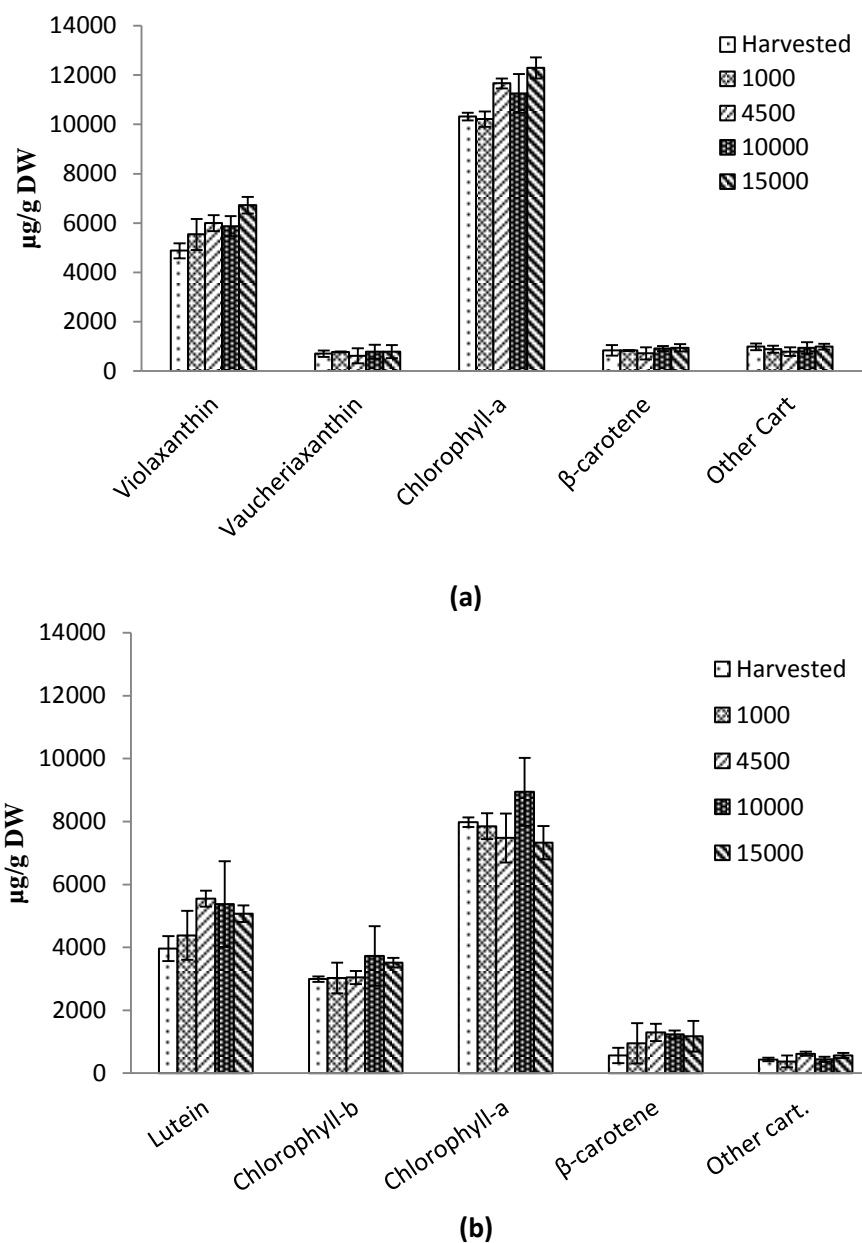 14000
12000
10000
8000
6000
4000
2000
0
µg/g DW
Harvested
1000
4500
10000
15000
Violaxanthin
Vaucheriaxanthin
Chlorophyll-a
β-carotene
Other Cart
(a)
14000
12000
10000
8000
6000
4000
2000
0
µg/g DW
Harvested
1000
4500
10000
15000
Lutein
Chlorophyll-b
Chlorophyll-a
β-carotene
Other cart.
(b)